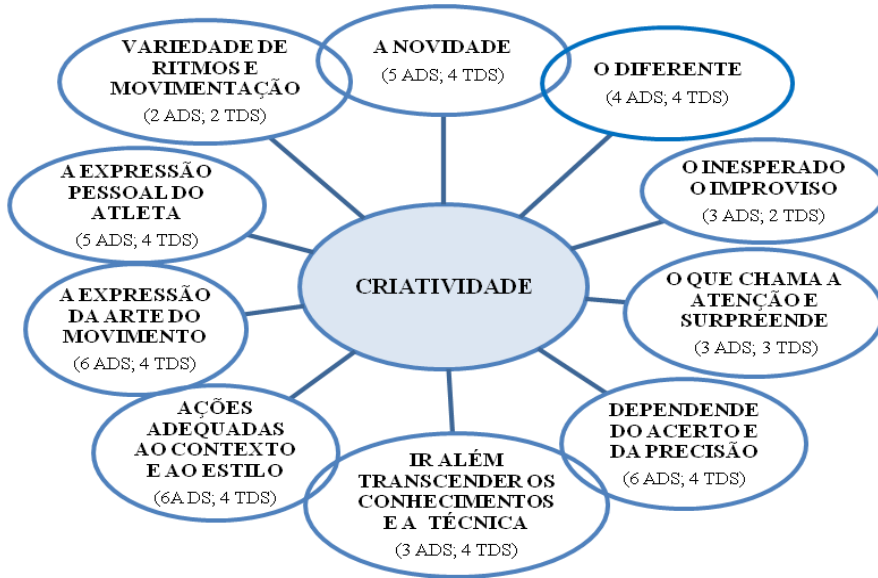 VARIEDADE DE
RITMOS E
MOVIMENTAÇÃO
(2 ADS; 2 TDS)
A NOVIDADE
(5 ADS; 4 TDS)
O DIFERENTE
(4 ADS; 4 TDS)
A EXPRESSÃO
PESSOAL DO
ATLETA
(5 ADS; 4 TDS)
O INESPERADO
O IMPROVISO
(3 ADS; 2 TDS)
CRIATIVIDADE
A EXPRESSÃO
DA ARTE DO
MOVIMENTO
(6 ADS; 4 TDS)
O QUE CHAMA A
ATENÇÃO E
SURPREENDE
(3 ADS; 3 TDS)
AÇÕES
ADEQUADAS
AO CONTEXTO
E AO ESTILO
(6A DS; 4 TDS)
IR ALÉM
TRANSCENDER OS
CONHECIMENTOS
E A TÉCNICA
(3 ADS; 4 TDS)
DEPENDENDE
DO ACERTO E
DA PRECISÃO
(6 ADS; 4 TDS)